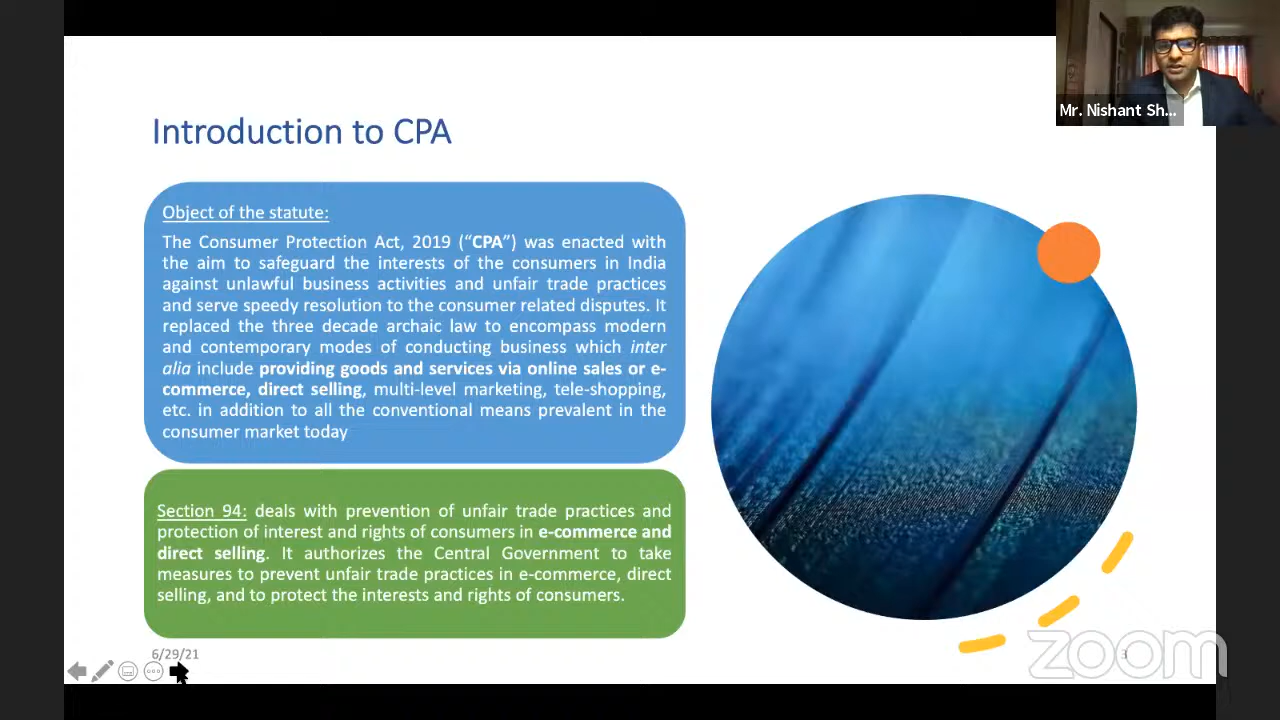 Mr. Nishant Sh...
Introduction to CPA
Object of the statute:
The Consumer Protection Act, 2019 (“CPA”) was enacted with
the aim to safeguard the interests of the consumers in India
against unlawful business activities and unfair trade practices
and serve speedy resolution to the consumer related disputes. It
replaced the three decade archaic law to encompass modern
and contemporary modes of conducting business which inter
alia include providing goods and services via online sales or e-
commerce, direct selling, multi-level marketing, tele-shopping,
etc. in addition to all the conventional means prevalent in the
consumer market today
Section 94: deals with prevention of unfair trade practices and
protection of interest and rights of consumers in e-commerce and
direct selling. It authorizes the Central Government to take
measures to prevent unfair trade practices in e-commerce, direct
selling, and to protect the interests and rights of consumers.
6/29/21
3
zoom